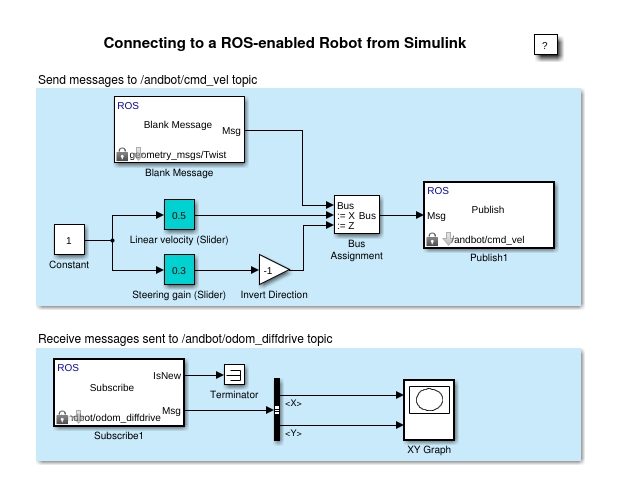 Connecting to a ROS-enabled Robot from Simulink
?
Send messages to /andbot/cmd_vel topic
ROS
Blank Message
Msg
geometry_msgs/Twist
Blank Message
1
Constant
0.5
Linear velocity (Slider)
0.3
Steering gain (Slider)
-1
Invert Direction
Bus
:= X Bus
:= Z
Bus
Assignment
ROS
Publish
Msg
/andbot/cmd_vel
Publish1
Receive messages sent to /andbot/odom_diffdrive topic
ROS
IsNew
Subscribe
Msg
dbot/odom_diffdrive
Subscribe1
Terminator
<X>
<Y>
XY Graph